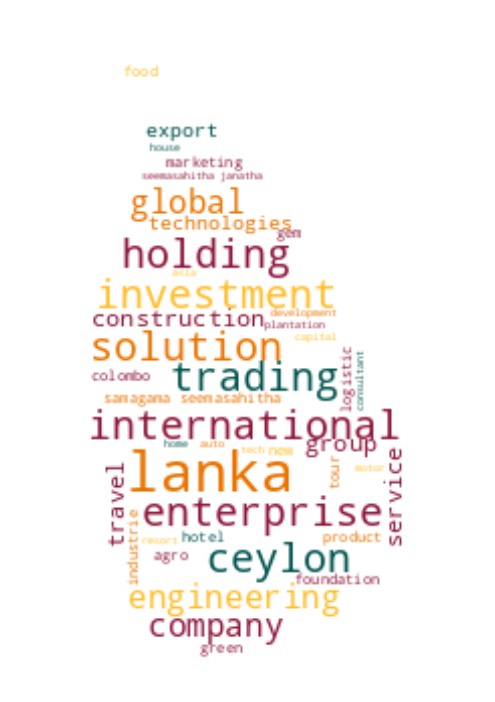 food
export
house
marketing
seemasahitha janatha
global
technologies
gem
holding
asia
investment
development
construction
plantation
capital
solution
trading
colombo
logistic
consultant
samagama seemasahitha
international
group
home
auto
tech
new
lanka
tour
motor
travel
service
enterprise
industrie
resort
hotel
product
agro
ceylon
foundation
engineering
company
green